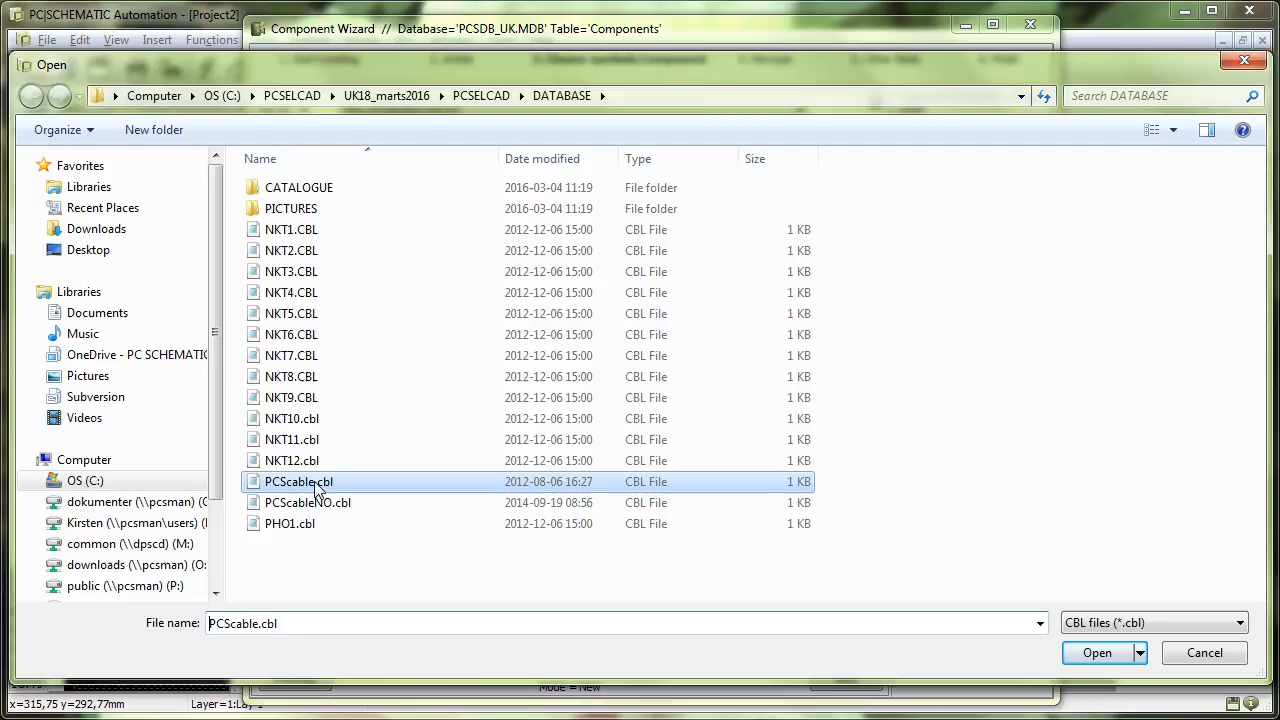 PC|SCHEMATIC Automation - [Project2]
Component Wizard // Database='PCSDB_UK.MDB' Table='Components'
File Edit View Insert Functions
Open
Computer OS (C:) PCSELCAD UK18_marts2016 PCSELCAD DATABASE
Search DATABASE
Organize New folder
Name Date modified Type Size
Favorites
Libraries
Recent Places
Downloads
Desktop
Libraries
Documents
Music
OneDrive - PC SCHEMATIC
Pictures
Subversion
Videos
Computer
OS (C:)
dokumenter (\\pcsman) (
Kirsten (\\pcsman\users) (
common (\\dpscd) (M:)
downloads (\\pcsman) (O:
public (\\pcsman) (P:)
CATALOGUE 2016-03-04 11:19 File folder
PICTURES 2016-03-04 11:19 File folder
NKT1.CBL 2012-12-06 15:00 CBL File 1 KB
NKT2.CBL 2012-12-06 15:00 CBL File 1 KB
NKT3.CBL 2012-12-06 15:00 CBL File 1 KB
NKT4.CBL 2012-12-06 15:00 CBL File 1 KB
NKT5.CBL 2012-12-06 15:00 CBL File 1 KB
NKT6.CBL 2012-12-06 15:00 CBL File 1 KB
NKT7.CBL 2012-12-06 15:00 CBL File 1 KB
NKT8.CBL 2012-12-06 15:00 CBL File 1 KB
NKT9.CBL 2012-12-06 15:00 CBL File 1 KB
NKT10.cbl 2012-12-06 15:00 CBL File 1 KB
NKT11.cbl 2012-12-06 15:00 CBL File 1 KB
NKT12.cbl 2012-12-06 15:00 CBL File 1 KB
PCScable.cbl 2012-08-06 16:27 CBL File 1 KB
PCScableNO.cbl 2014-09-19 08:56 CBL File 1 KB
PHO1.cbl 2012-12-06 15:00 CBL File 1 KB
File name: PCScable.cbl CBL files (*.cbl)
Open Cancel
Mode = New
x=315,75 y=292,77mm Layer=1: